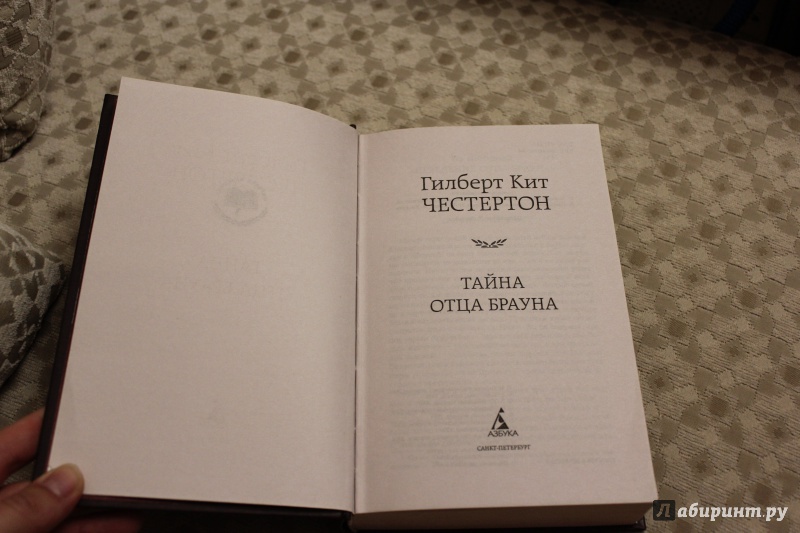 Гилберт Кит
ЧЕСТЕРТОН
ТАЙНА
ОТЦА БРАУНА
АЗБУКА
САНКТ-ПЕТЕРБУРГ
Лабиринт.ру